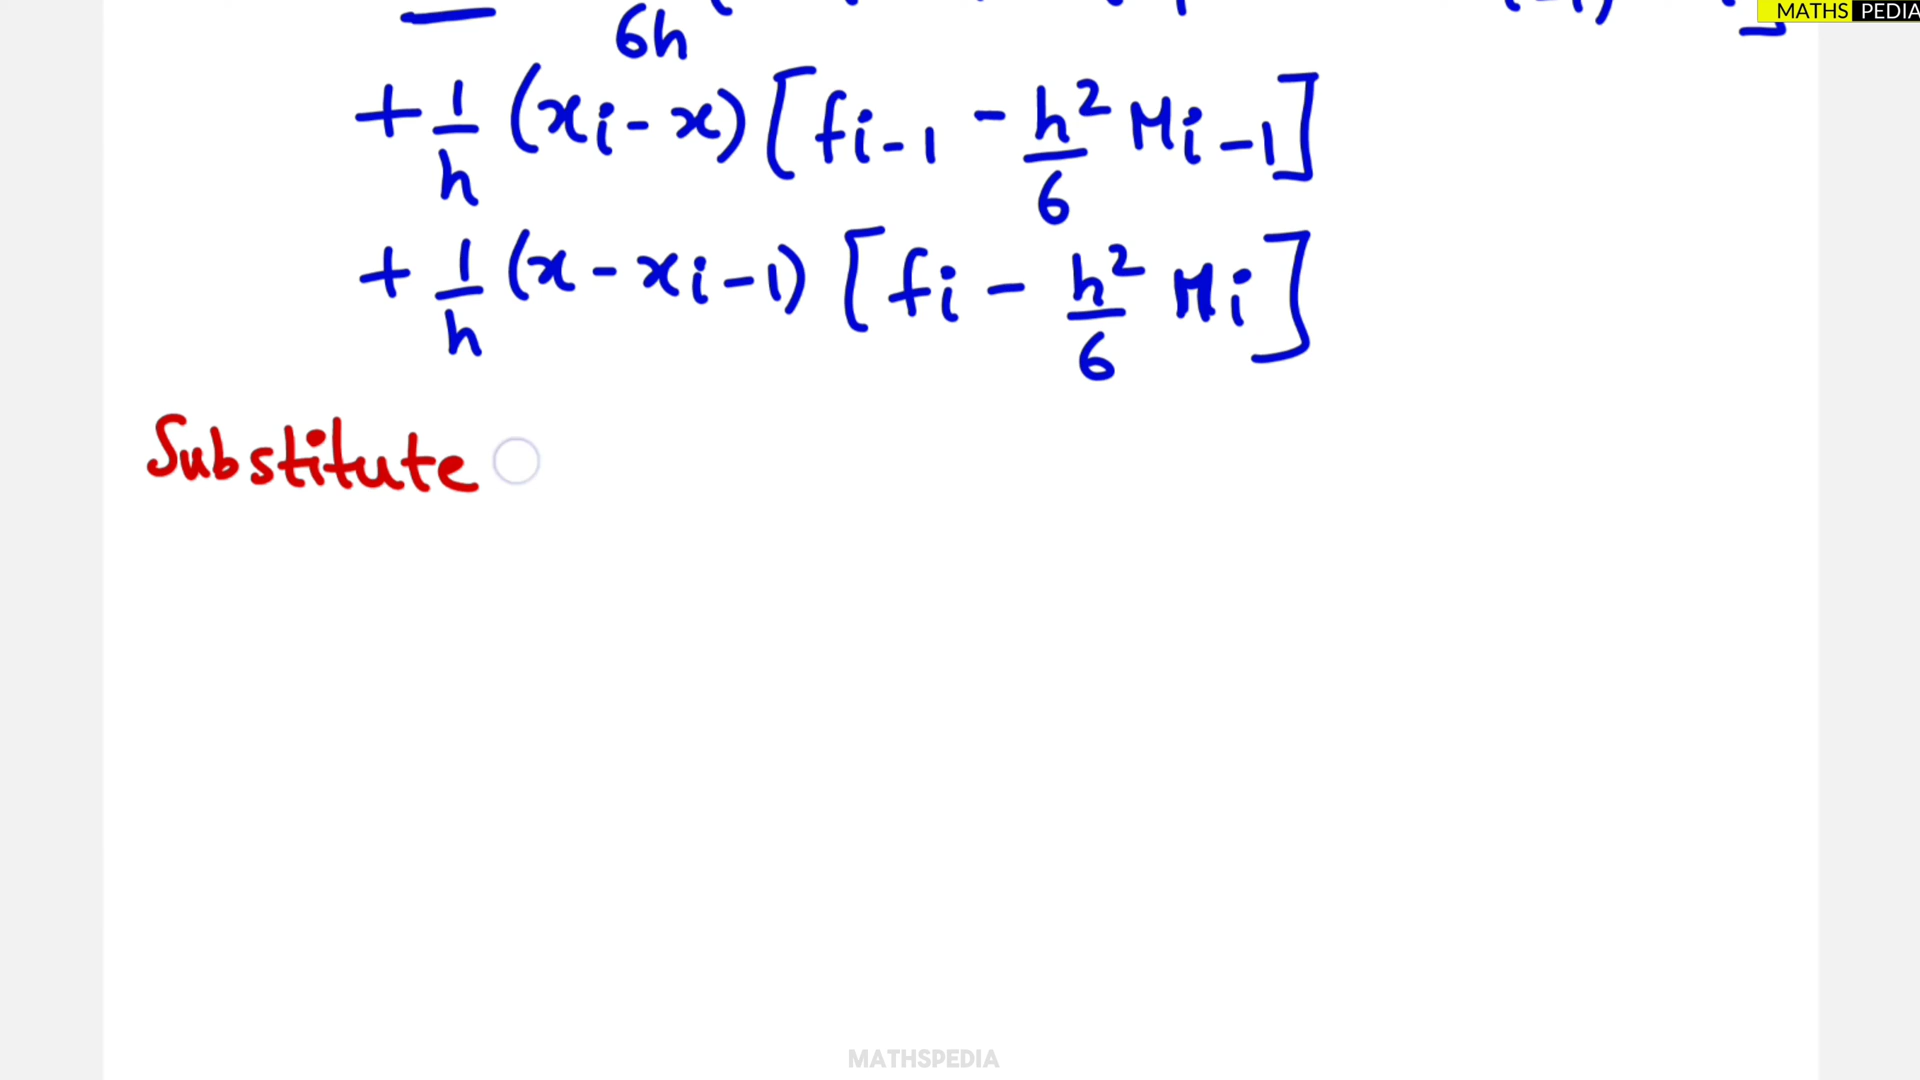 MATHS PEDIA
6h
+ 1/h (xi - x) [fi-1 - h²/6 Mi-1]
+ 1/h (x - xi-1) [fi - h²/6 Mi]
Substitute
MATHSPEDIA